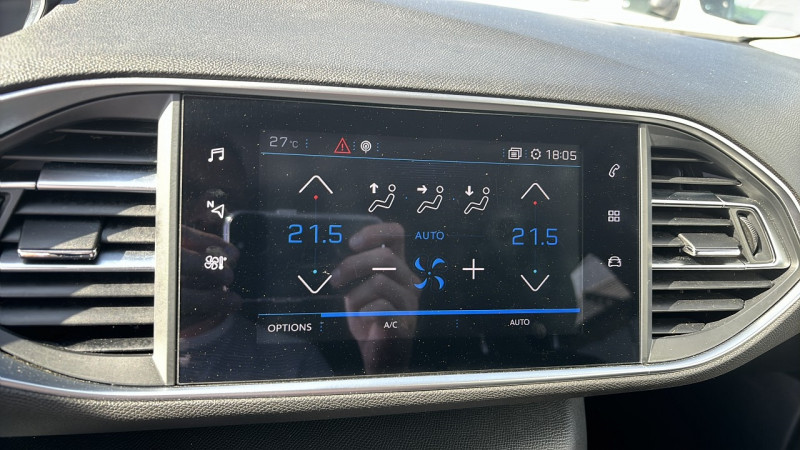 27°C 18:05
N
21.5 AUTO 21.5
OPTIONS A/C AUTO